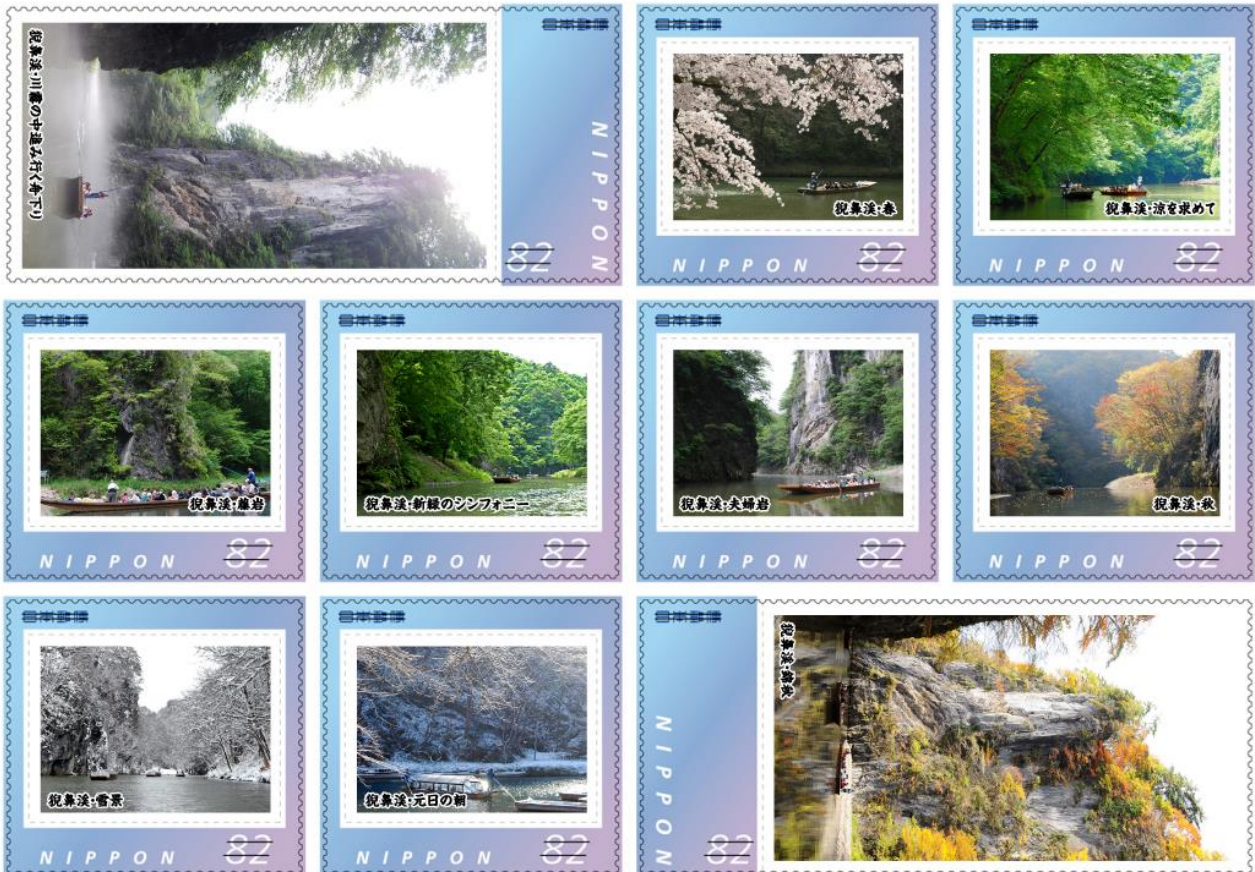 猊鼻渓・川霧の中進み行く舟下り
日本郵便
NIPPON
82
日本郵便
猊鼻渓・春
NIPPON
82
日本郵便
猊鼻渓・涼を求めて
NIPPON
82
日本郵便
猊鼻渓・藤岩
NIPPON
82
日本郵便
猊鼻渓・新緑のシンフォニー
NIPPON
82
日本郵便
猊鼻渓・夫婦岩
NIPPON
82
日本郵便
猊鼻渓・秋
NIPPON
82
日本郵便
猊鼻渓・雪景
NIPPON
82
日本郵便
猊鼻渓・元日の朝
NIPPON
82
日本郵便
NIPPON
82
猊鼻渓・錦秋